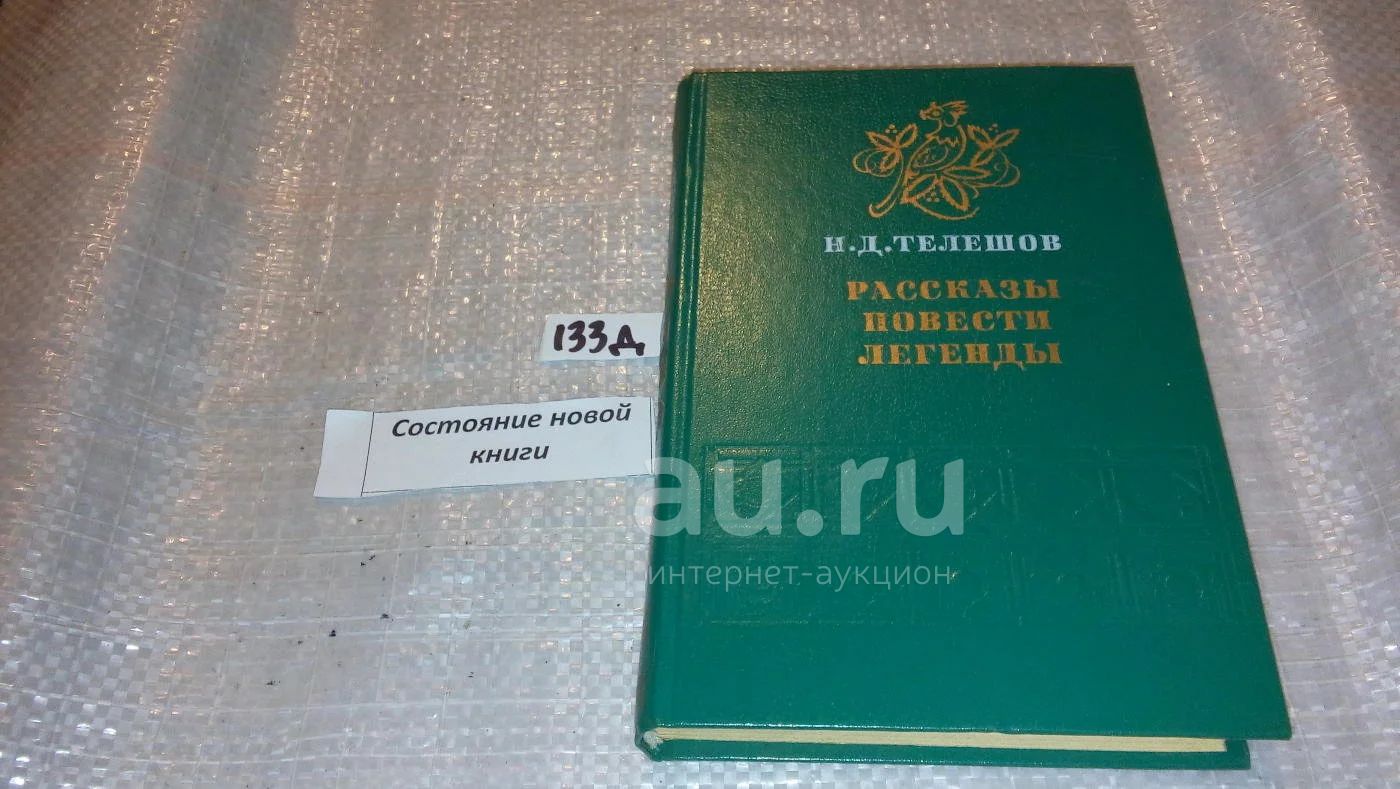 Н.Д.ТЕЛЕШОВ
РАССКАЗЫ
ПОВЕСТИ
ЛЕГЕНДЫ
133Д
Состояние новой
книги
au.ru
интернет-аукцион